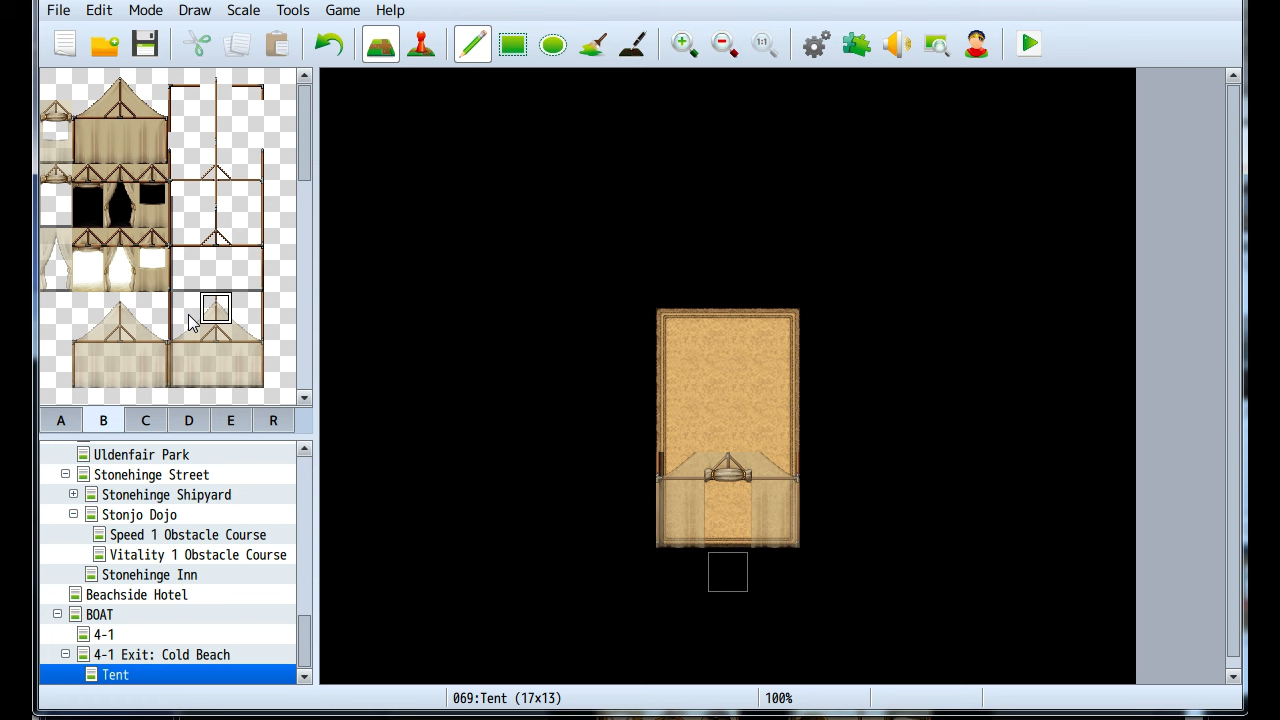 File Edit Mode Draw Scale Tools Game Help
1:1
A B C D E R
Uldenfair Park
Stonehinge Street
Stonehinge Shipyard
Stonjo Dojo
Speed 1 Obstacle Course
Vitality 1 Obstacle Course
Stonehinge Inn
Beachside Hotel
BOAT
4-1
4-1 Exit: Cold Beach
Tent
069:Tent (17x13) 100%